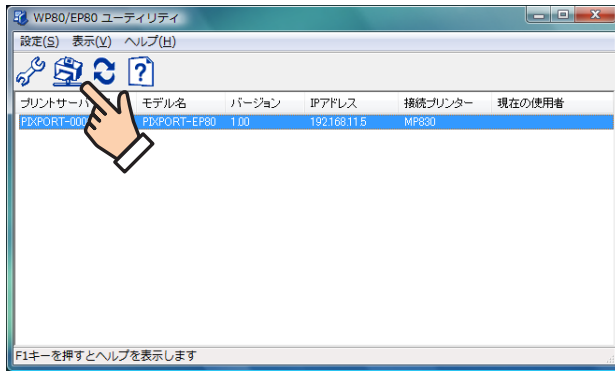 WP80/EP80 ユーティリティ
設定(S) 表示(V) ヘルプ(H)
プリントサーバ モデル名 バージョン IPアドレス 接続プリンター 現在の使用者
PIXPORT-000 PIXPORT-EP80 1.00 192.168.11.5 MP830
F1キーを押すとヘルプを表示します